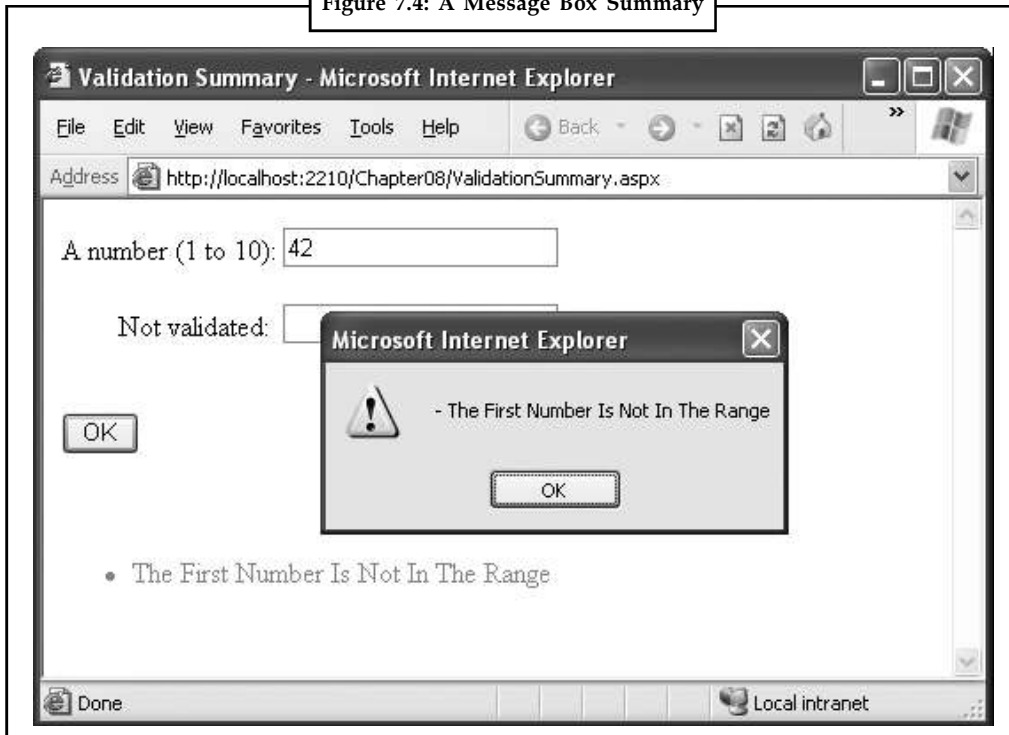 Figure 7.4: A Message Box Summary
Validation Summary - Microsoft Internet Explorer
File Edit View Favorites Tools Help Back »
Address http://localhost:2210/Chapter08/ValidationSummary.aspx
A number (1 to 10): 42
Not validated:
Microsoft Internet Explorer
- The First Number Is Not In The Range
OK
OK
• The First Number Is Not In The Range
Done Local intranet